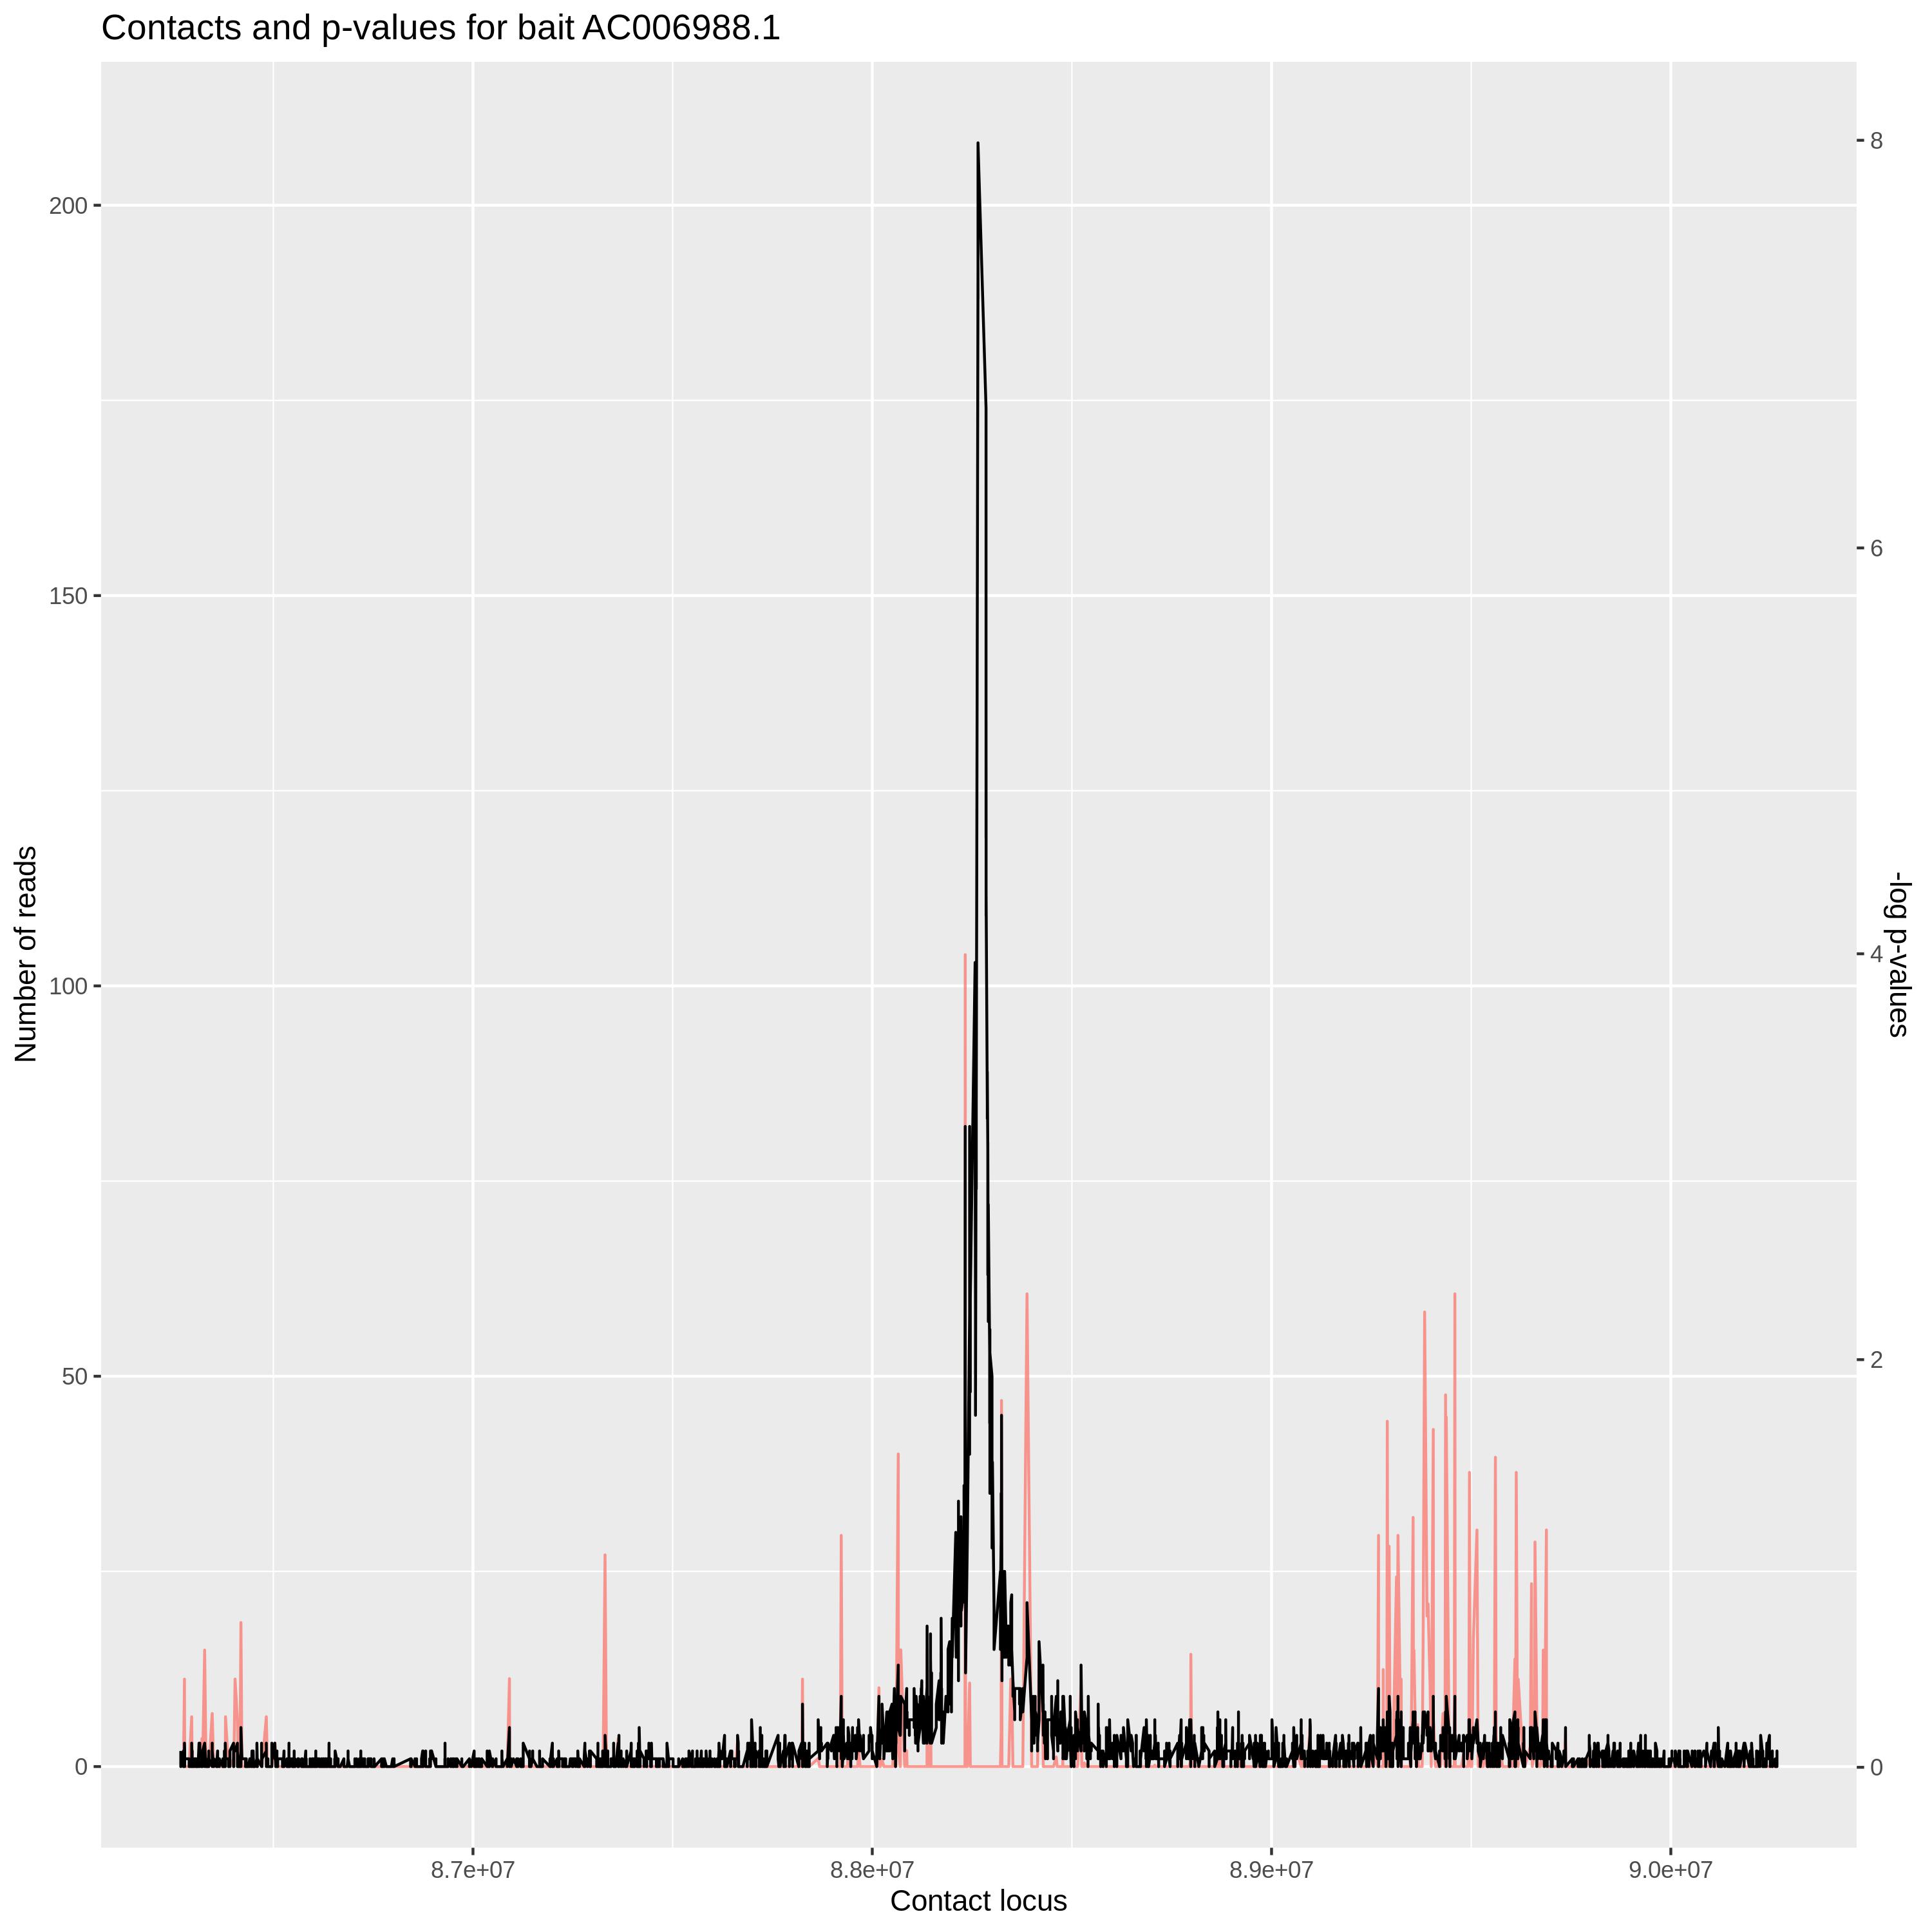 Contacts and p-values for bait AC006988.1
200
150
100
50
0
Number of reads
8
6
4
2
0
-log p-values
8.7e+07
8.8e+07
8.9e+07
9.0e+07
Contact locus